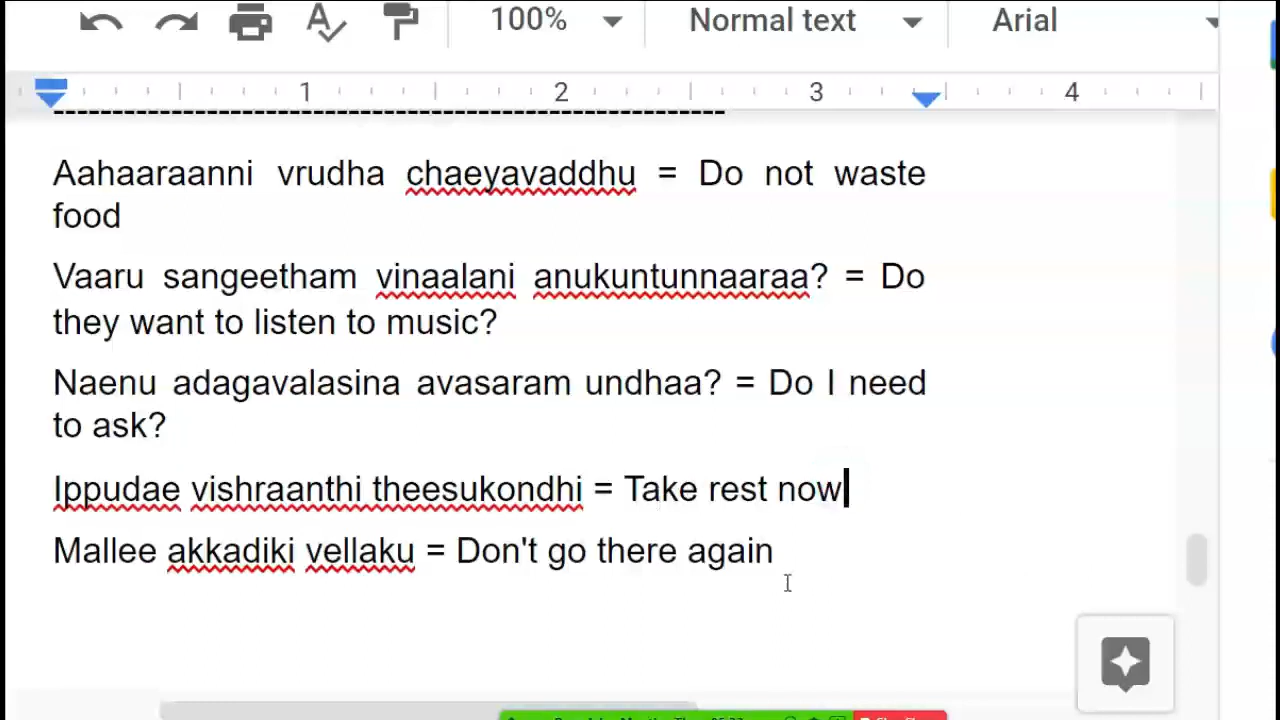 100% Normal text Arial
1 2 3 4
Aahaaraanni vrudha chaeyavaddhu = Do not waste
food
Vaaru sangeetham vinaalani anukuntunnaaraa? = Do
they want to listen to music?
Naenu adagavalasina avasaram undhaa? = Do I need
to ask?
Ippudae vishraanthi theesukondhi = Take rest now
Mallee akkadiki vellaku = Don't go there again